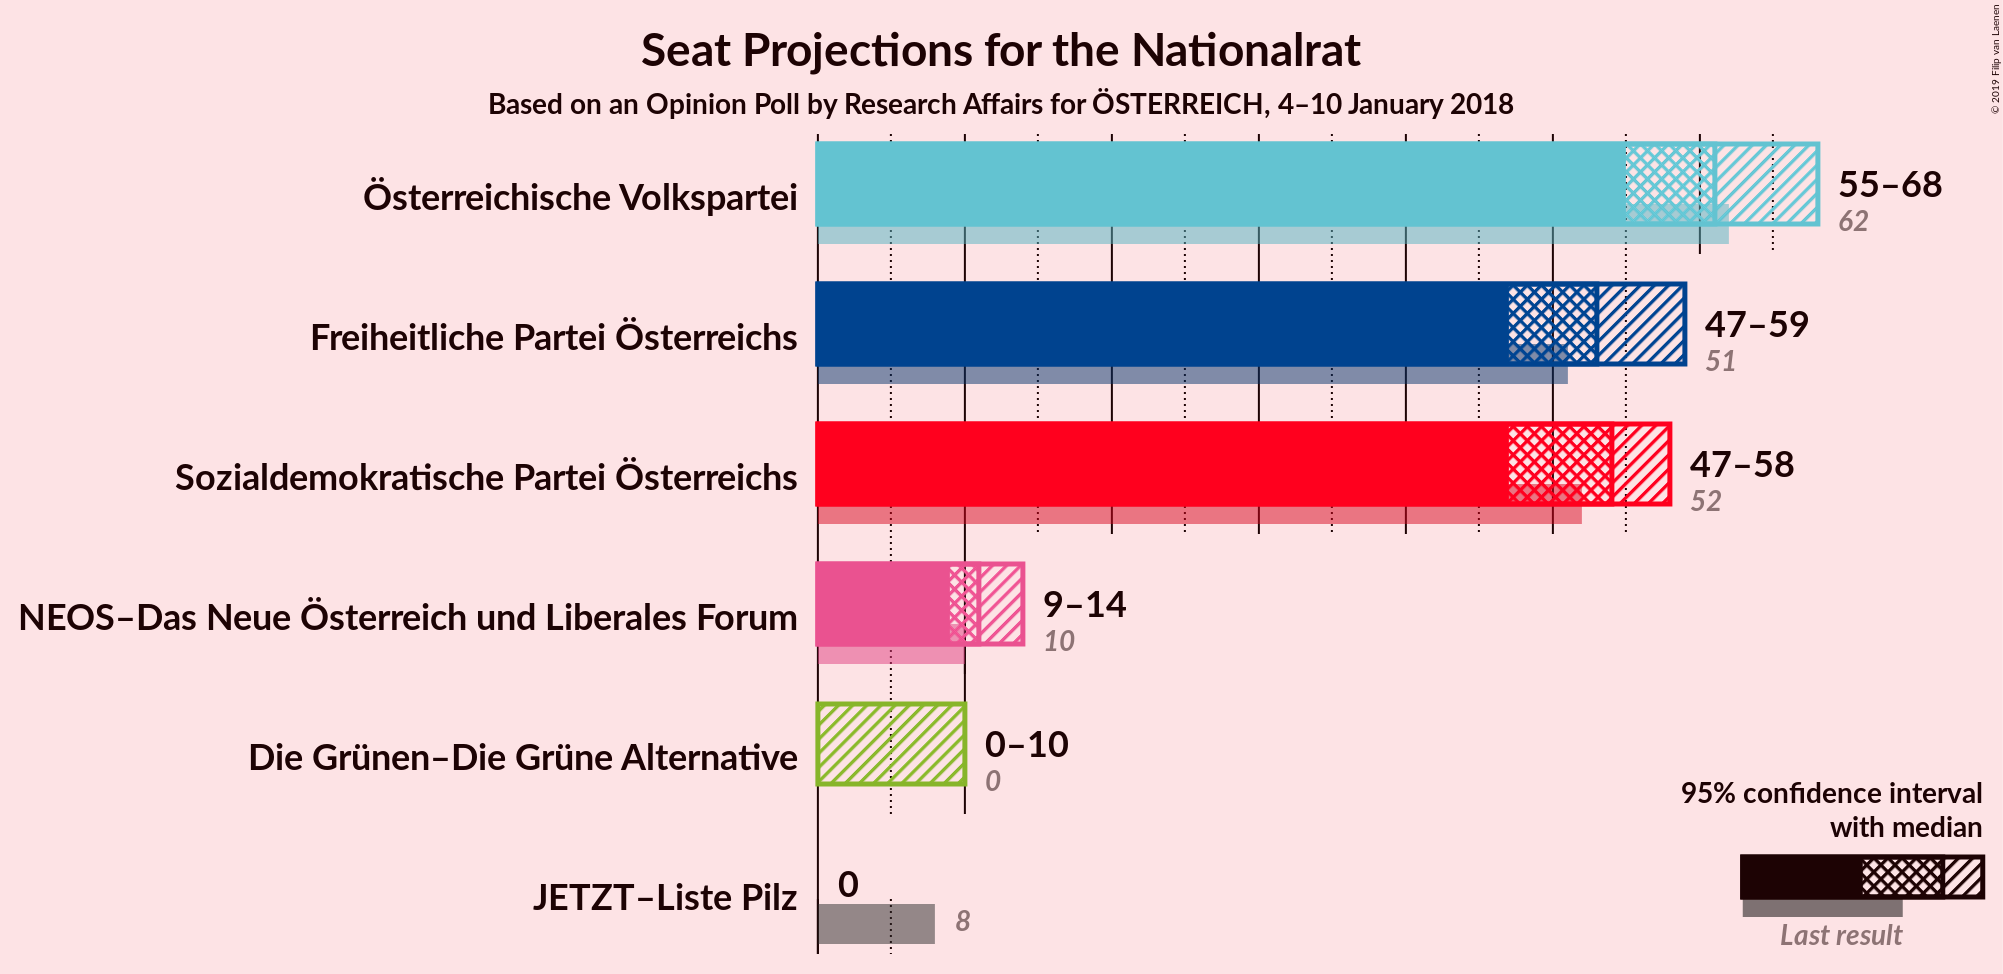 Seat Projections for the Nationalrat
Based on an Opinion Poll by Research Affairs for ÖSTERREICH, 4–10 January 2018
© 2019 Filip van Laenen
Österreichische Volkspartei
55–68
62
Freiheitliche Partei Österreichs
47–59
51
Sozialdemokratische Partei Österreichs
47–58
52
NEOS–Das Neue Österreich und Liberales Forum
9–14
10
Die Grünen–Die Grüne Alternative
0–10
0
JETZT–Liste Pilz
0
8
95% confidence interval
with median
Last result